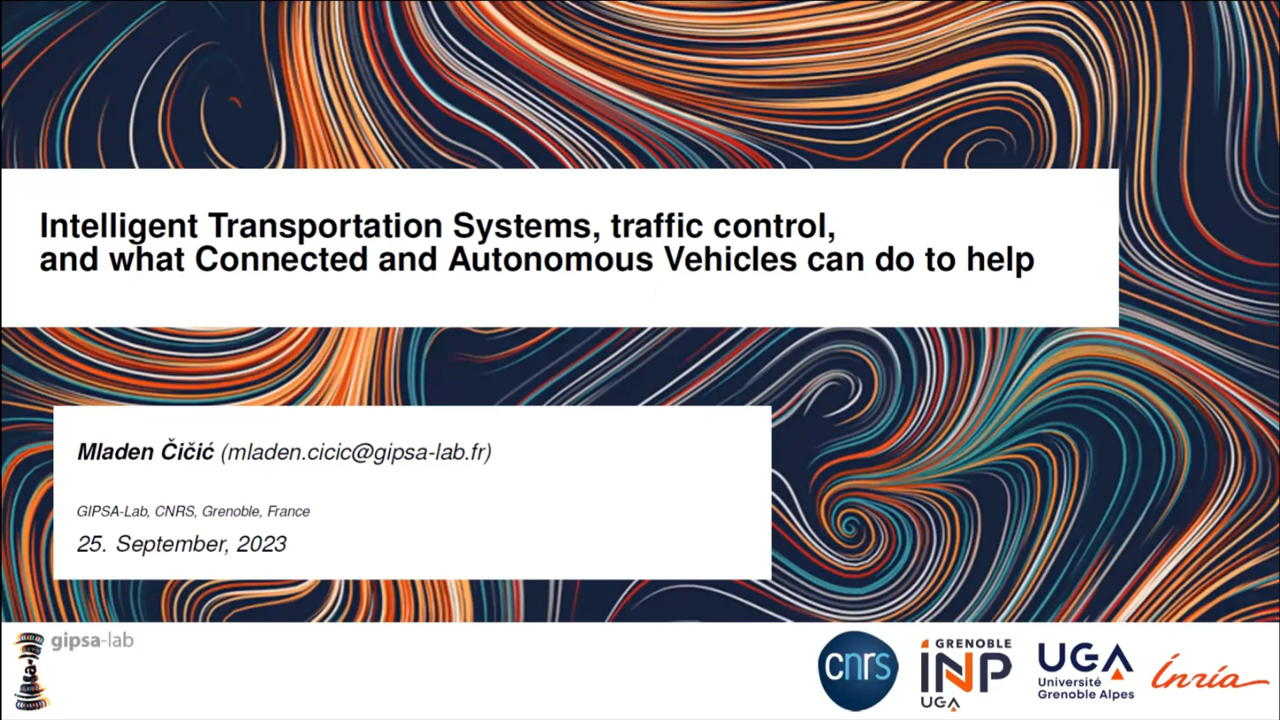 Intelligent Transportation Systems, traffic control,
and what Connected and Autonomous Vehicles can do to help
Mladen Čičić (mladen.cicic@gipsa-lab.fr)
GIPSA-Lab, CNRS, Grenoble, France
25. September, 2023
gipsa-lab
cnrs
GRENOBLE
INP
UGA
UGA
Université
Grenoble Alpes
Inría